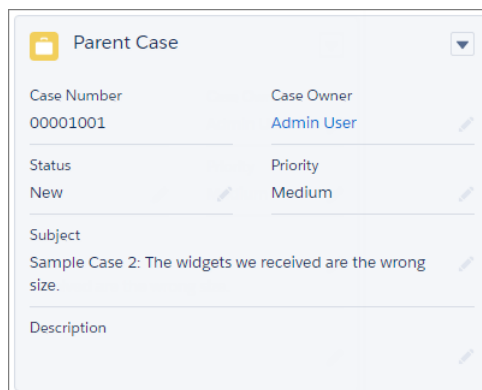 Parent Case
Case Number
Case Owner
00001001
Admin User
Status
Priority
New
Medium
Subject
Sample Case 2: The widgets we received are the wrong
size.
Description